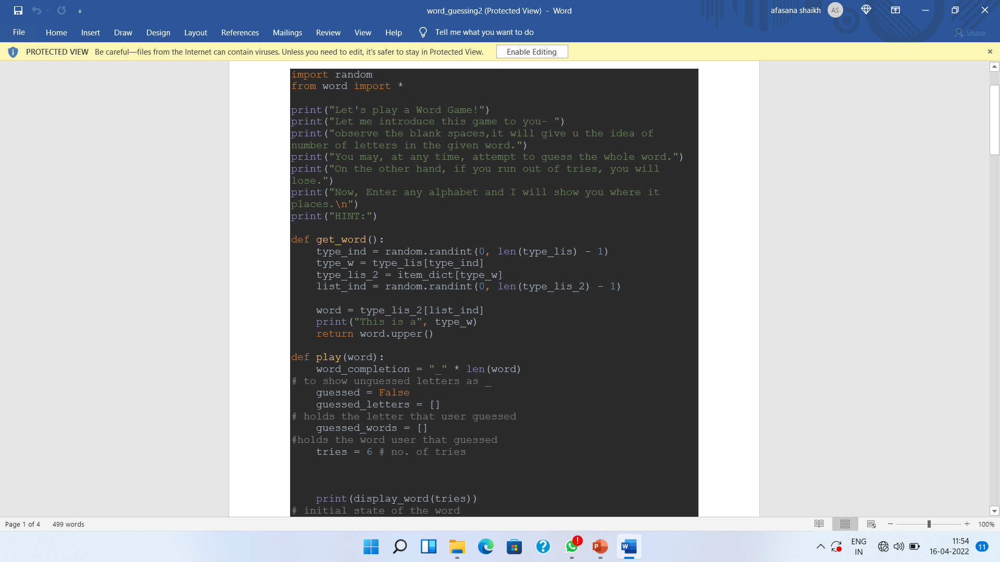 word_guessing2 (Protected View) - Word
afasana shaikh
AS
File Home Insert Draw Design Layout References Mailings Review View Help Tell me what you want to do
Share
PROTECTED VIEW Be careful—files from the Internet can contain viruses. Unless you need to edit, it's safer to stay in Protected View. Enable Editing
import random
from word import *
print("Let's play a Word Game!")
print("Let me introduce this game to you- ")
print("observe the blank spaces,it will give u the idea of
number of letters in the given word.")
print("You may, at any time, attempt to guess the whole word.")
print("On the other hand, if you run out of tries, you will
lose.")
print("Now, Enter any alphabet and I will show you where it
places.\n")
print("HINT:")
def get_word():
    type_ind = random.randint(0, len(type_lis) - 1)
    type_w = type_lis[type_ind]
    type_lis_2 = item_dict[type_w]
    list_ind = random.randint(0, len(type_lis_2) - 1)
    word = type_lis_2[list_ind]
    print("This is a", type_w)
    return word.upper()
def play(word):
    word_completion = "_" * len(word)
# to show unguessed letters as _
    guessed = False
    guessed_letters = []
# holds the letter that user guessed
    guessed_words = []
#holds the word user that guessed
    tries = 6 # no. of tries
    print(display_word(tries))
# initial state of the word
Page 1 of 4 499 words
100%
ENG
IN
11:54
16-04-2022
11